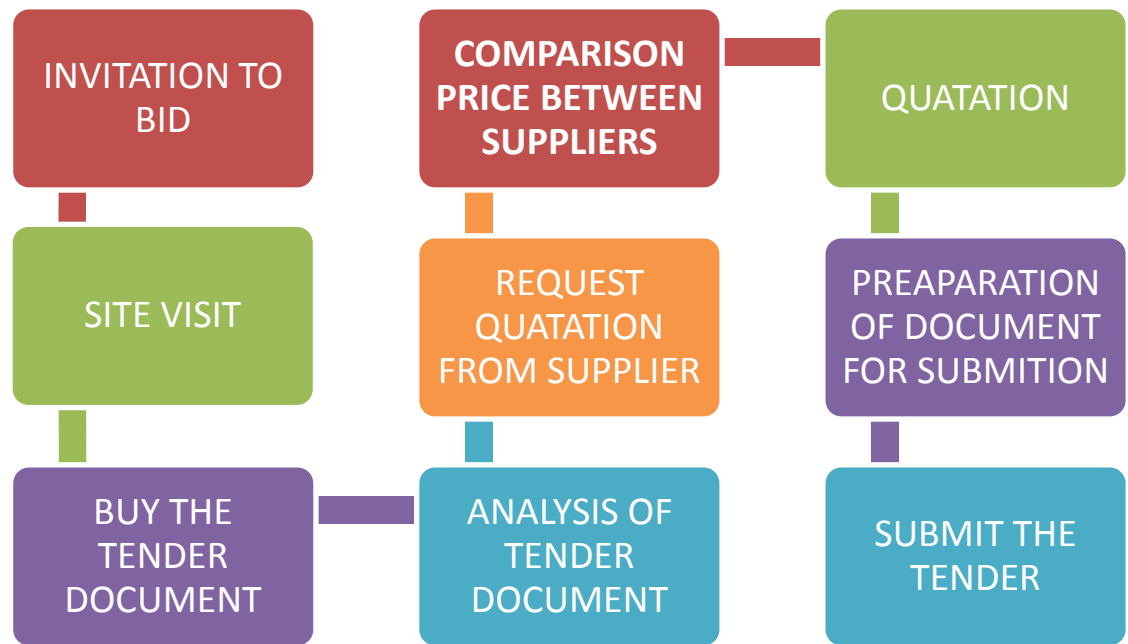 INVITATION TO
BID
SITE VISIT
BUY THE
TENDER
DOCUMENT
ANALYSIS OF
TENDER
DOCUMENT
REQUEST
QUATATION
FROM SUPPLIER
COMPARISON
PRICE BETWEEN
SUPPLIERS
QUATATION
PREAPARATION
OF DOCUMENT
FOR SUBMITION
SUBMIT THE
TENDER